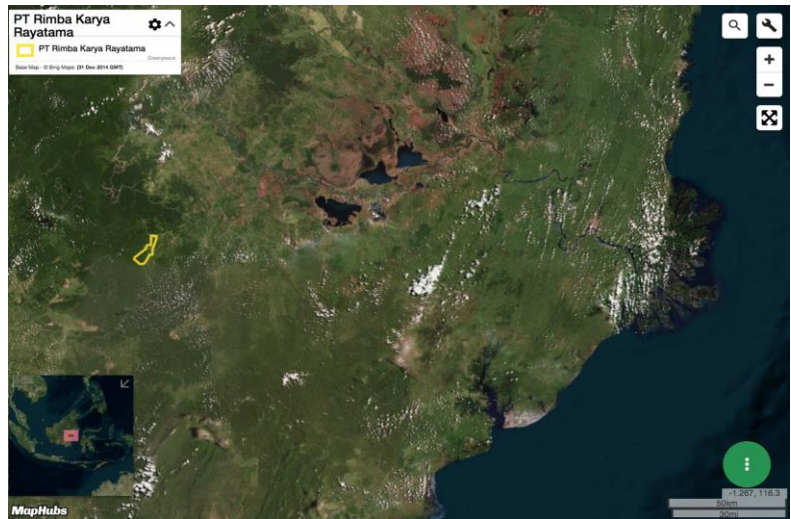 PT Rimba Karya
Rayatama
PT Rimba Karya Rayatama
Greenpeace
Base Map - © Bing Maps: (31 Dec 2014 GMT)
+
−
-1.267, 116.3
50km
30mi
MapHubs